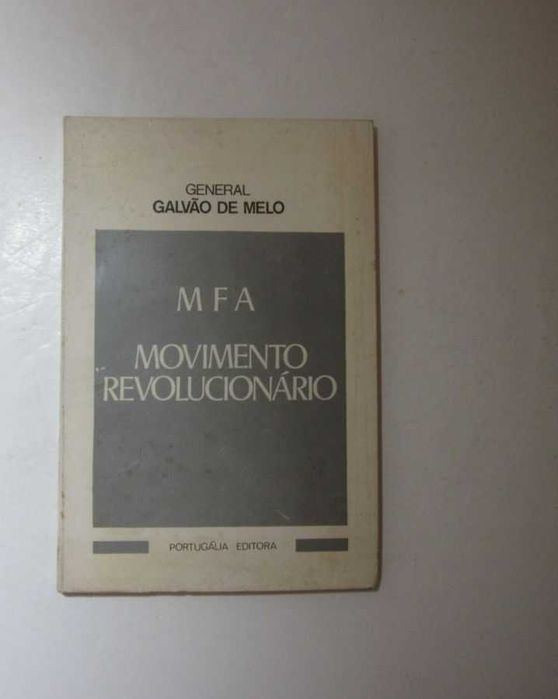 GENERAL
GALVÃO DE MELO
MFA
MOVIMENTO
REVOLUCIONÁRIO
PORTUGÁLIA EDITORA